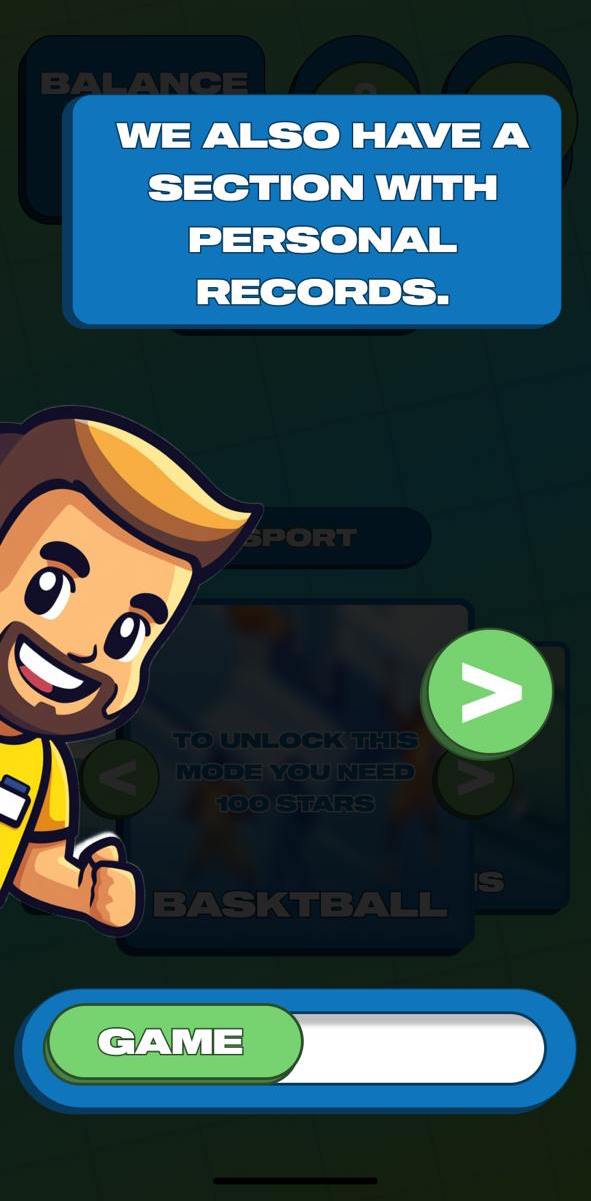 BALANCE
WE ALSO HAVE A
SECTION WITH
PERSONAL
RECORDS.
SPORT
>
TO UNLOCK THIS
MODE YOU NEED
100 STARS
<
>
BASKTBALL
GAME